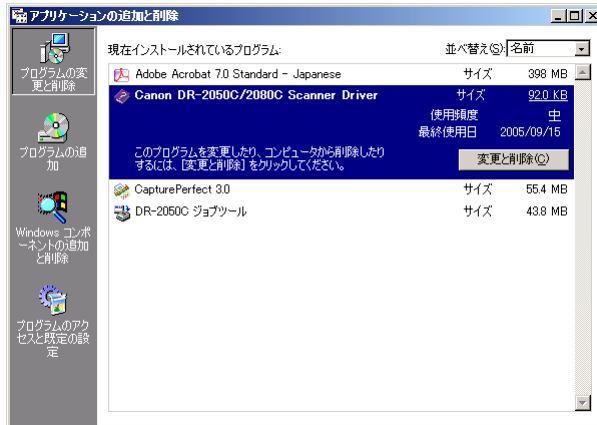 アプリケーションの追加と削除
プログラムの変
更と削除
プログラムの追
加
Windows コンポ
ーネントの追加
と削除
プログラムのアク
セスと既定の設
定
現在インストールされているプログラム:
並べ替え(S):
名前
Adobe Acrobat 7.0 Standard - Japanese サイズ 398 MB
Canon DR-2050C/2080C Scanner Driver サイズ 92.0 KB
使用頻度 中
最終使用日 2005/09/15
このプログラムを変更したり、コンピュータから削除したり
するには、[変更と削除] をクリックしてください。
変更と削除(C)
CapturePerfect 3.0 サイズ 55.4 MB
DR-2050C ジョブツール サイズ 43.8 MB